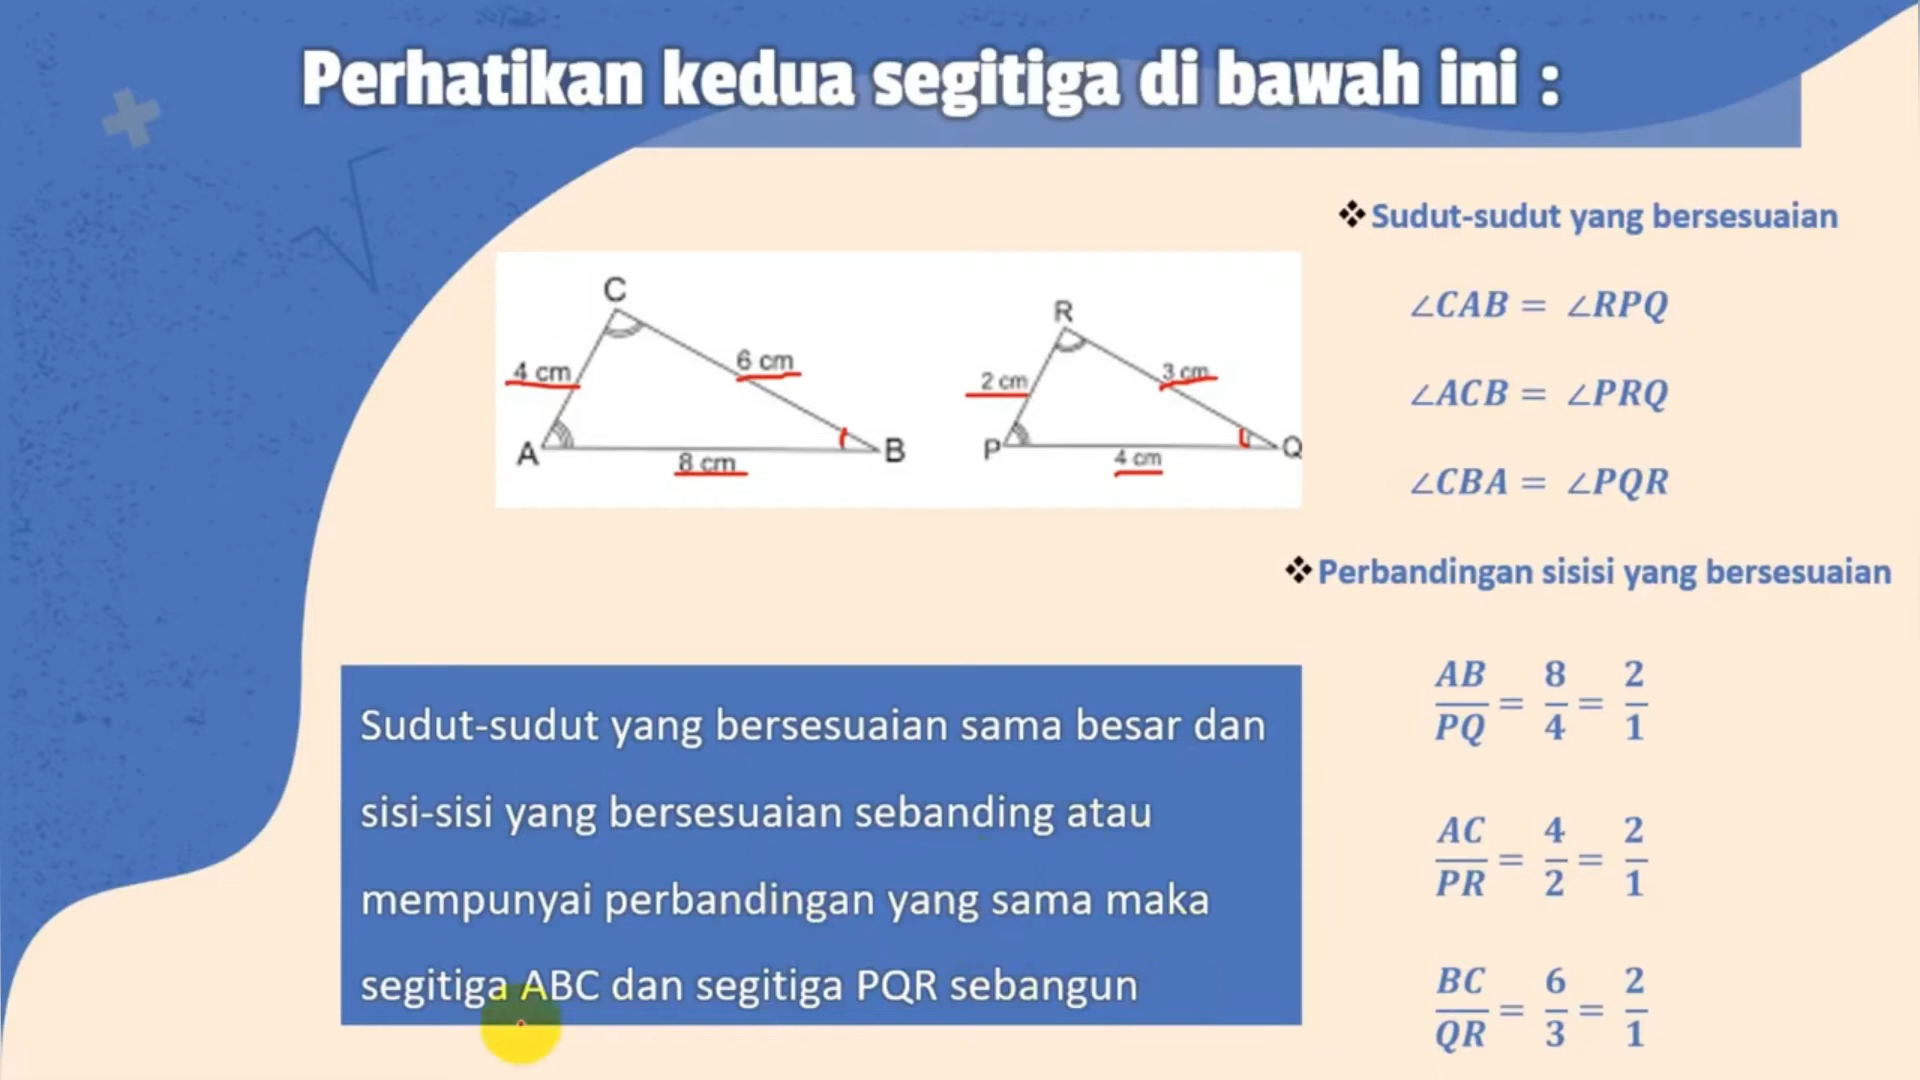 Perhatikan kedua segitiga di bawah ini :
C
4 cm
6 cm
A
8 cm
B
R
2 cm
3 cm
P
4 cm
Q
❖Sudut-sudut yang bersesuaian
∠CAB = ∠RPQ
∠ACB = ∠PRQ
∠CBA = ∠PQR
❖Perbandingan sisisi yang bersesuaian
AB/PQ = 8/4 = 2/1
AC/PR = 4/2 = 2/1
BC/QR = 6/3 = 2/1
Sudut-sudut yang bersesuaian sama besar dan
sisi-sisi yang bersesuaian sebanding atau
mempunyai perbandingan yang sama maka
segitiga ABC dan segitiga PQR sebangun